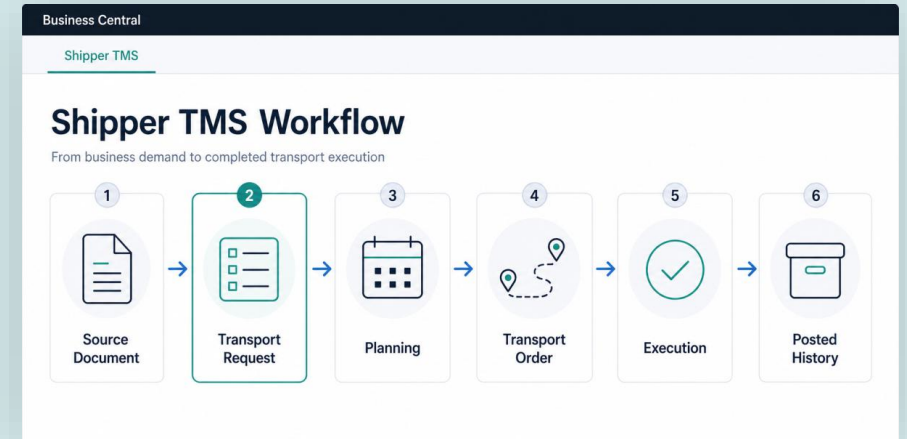 Business Central
Shipper TMS
Shipper TMS Workflow
From business demand to completed transport execution
1
2
3
4
5
6
Source
Document
Transport
Request
Planning
Transport
Order
Execution
Posted
History